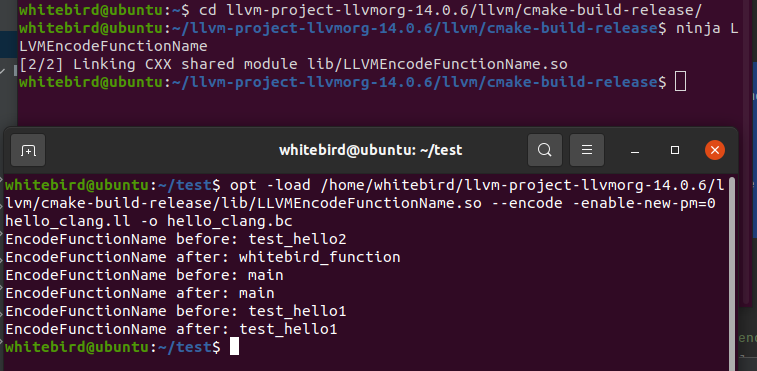 whitebird@ubuntu:~$ cd llvm-project-llvmorg-14.0.6/llvm/cmake-build-release/
whitebird@ubuntu:~/llvm-project-llvmorg-14.0.6/llvm/cmake-build-release$ ninja L
LVMEncodeFunctionName
[2/2] Linking CXX shared module lib/LLVMEncodeFunctionName.so
whitebird@ubuntu:~/llvm-project-llvmorg-14.0.6/llvm/cmake-build-release$
whitebird@ubuntu: ~/test
whitebird@ubuntu:~/test$ opt -load /home/whitebird/llvm-project-llvmorg-14.0.6/l
lvm/cmake-build-release/lib/LLVMEncodeFunctionName.so --encode -enable-new-pm=0
hello_clang.ll -o hello_clang.bc
EncodeFunctionName before: test_hello2
EncodeFunctionName after: whitebird_function
EncodeFunctionName before: main
EncodeFunctionName after: main
EncodeFunctionName before: test_hello1
EncodeFunctionName after: test_hello1
whitebird@ubuntu:~/test$